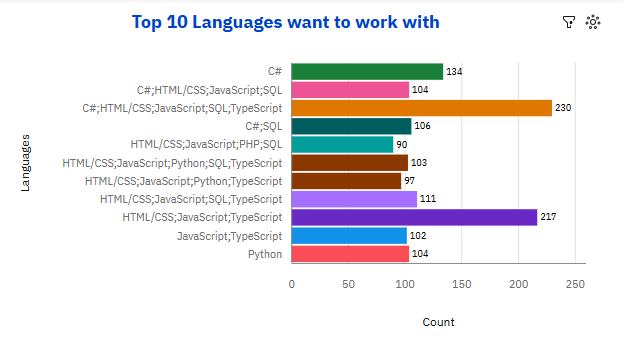 Top 10 Languages want to work with
Languages
C# 134
C#;HTML/CSS;JavaScript;SQL 104
C#;HTML/CSS;JavaScript;SQL;TypeScript 230
C#;SQL 106
HTML/CSS;JavaScript;PHP;SQL 90
HTML/CSS;JavaScript;Python;SQL;TypeScript 103
HTML/CSS;JavaScript;Python;TypeScript 97
HTML/CSS;JavaScript;SQL;TypeScript 111
HTML/CSS;JavaScript;TypeScript 217
JavaScript;TypeScript 102
Python 104
0 50 100 150 200 250
Count